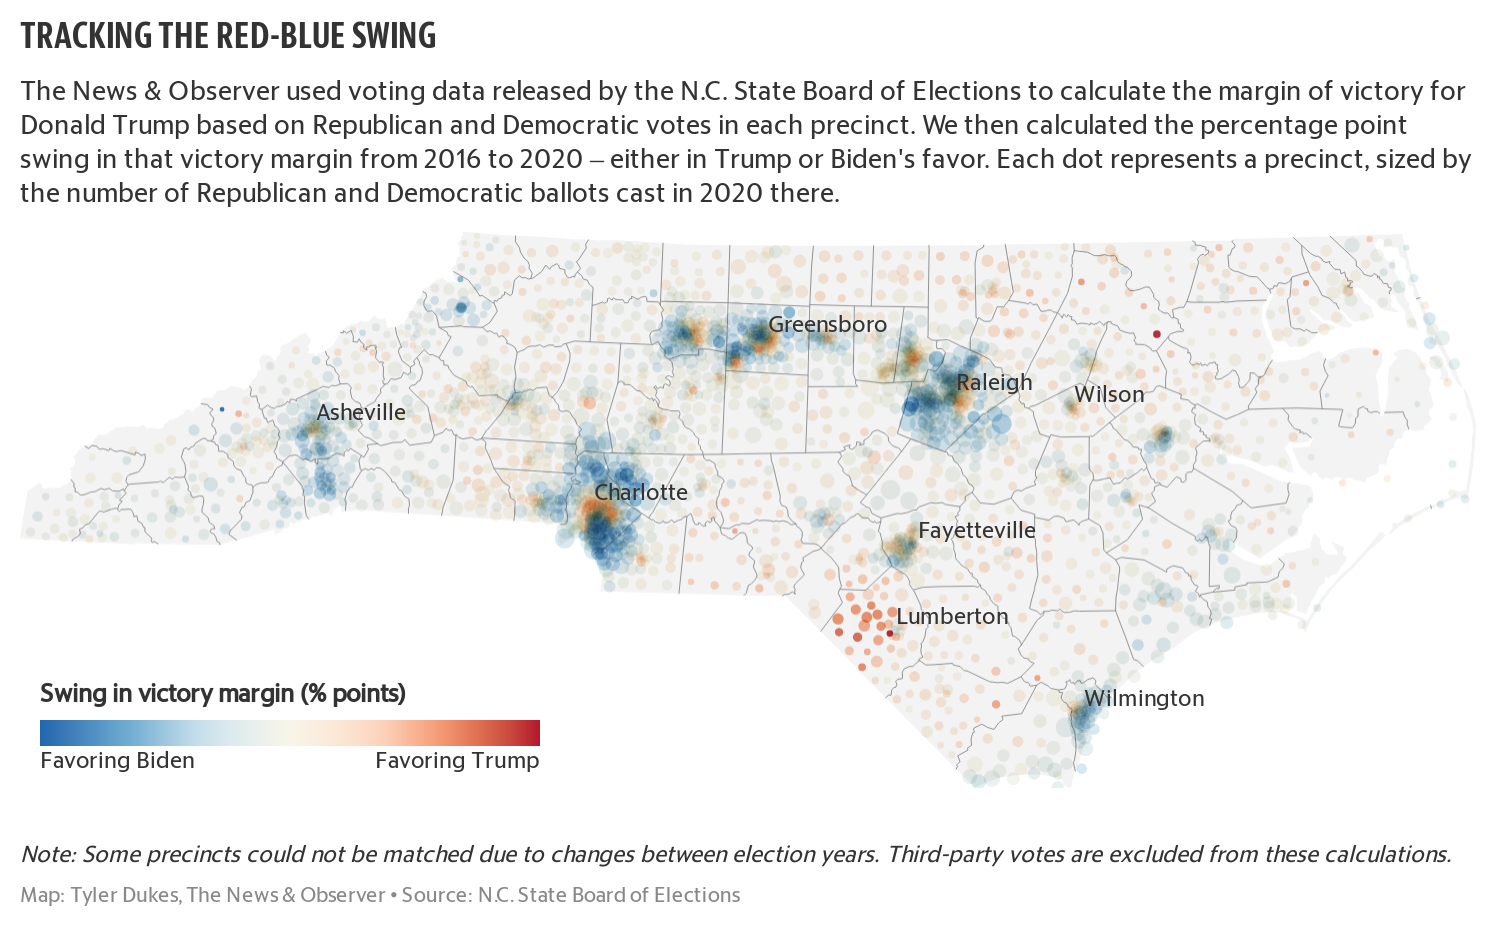 TRACKING THE RED-BLUE SWING
The News & Observer used voting data released by the N.C. State Board of Elections to calculate the margin of victory for
Donald Trump based on Republican and Democratic votes in each precinct. We then calculated the percentage point
swing in that victory margin from 2016 to 2020 – either in Trump or Biden's favor. Each dot represents a precinct, sized by
the number of Republican and Democratic ballots cast in 2020 there.
Greensboro
Raleigh
Wilson
Asheville
Charlotte
Fayetteville
Lumberton
Wilmington
Swing in victory margin (% points)
Favoring Biden
Favoring Trump
Note: Some precincts could not be matched due to changes between election years. Third-party votes are excluded from these calculations.
Map: Tyler Dukes, The News & Observer • Source: N.C. State Board of Elections